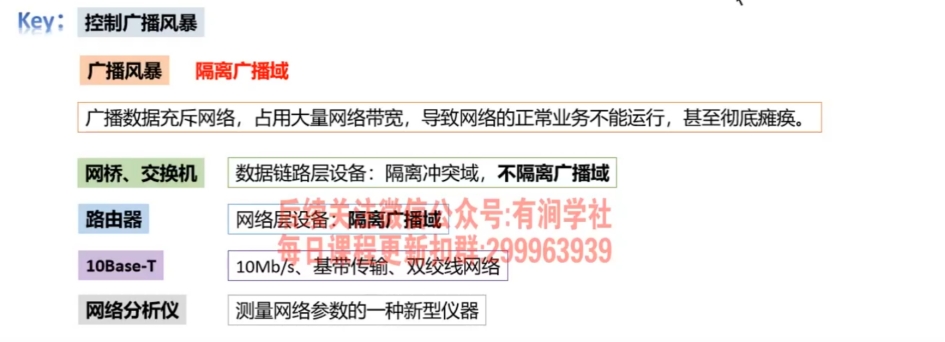 Key：控制广播风暴
广播风暴 隔离广播域
广播数据充斥网络，占用大量网络带宽，导致网络的正常业务不能运行，甚至彻底瘫痪。
网桥、交换机 数据链路层设备：隔离冲突域，不隔离广播域
路由器 网络层设备：隔离广播域
后续关注微信公众号:有涧学社
每日课程更新扣群:299963939
10Base-T 10Mb/s、基带传输、双绞线网络
网络分析仪 测量网络参数的一种新型仪器